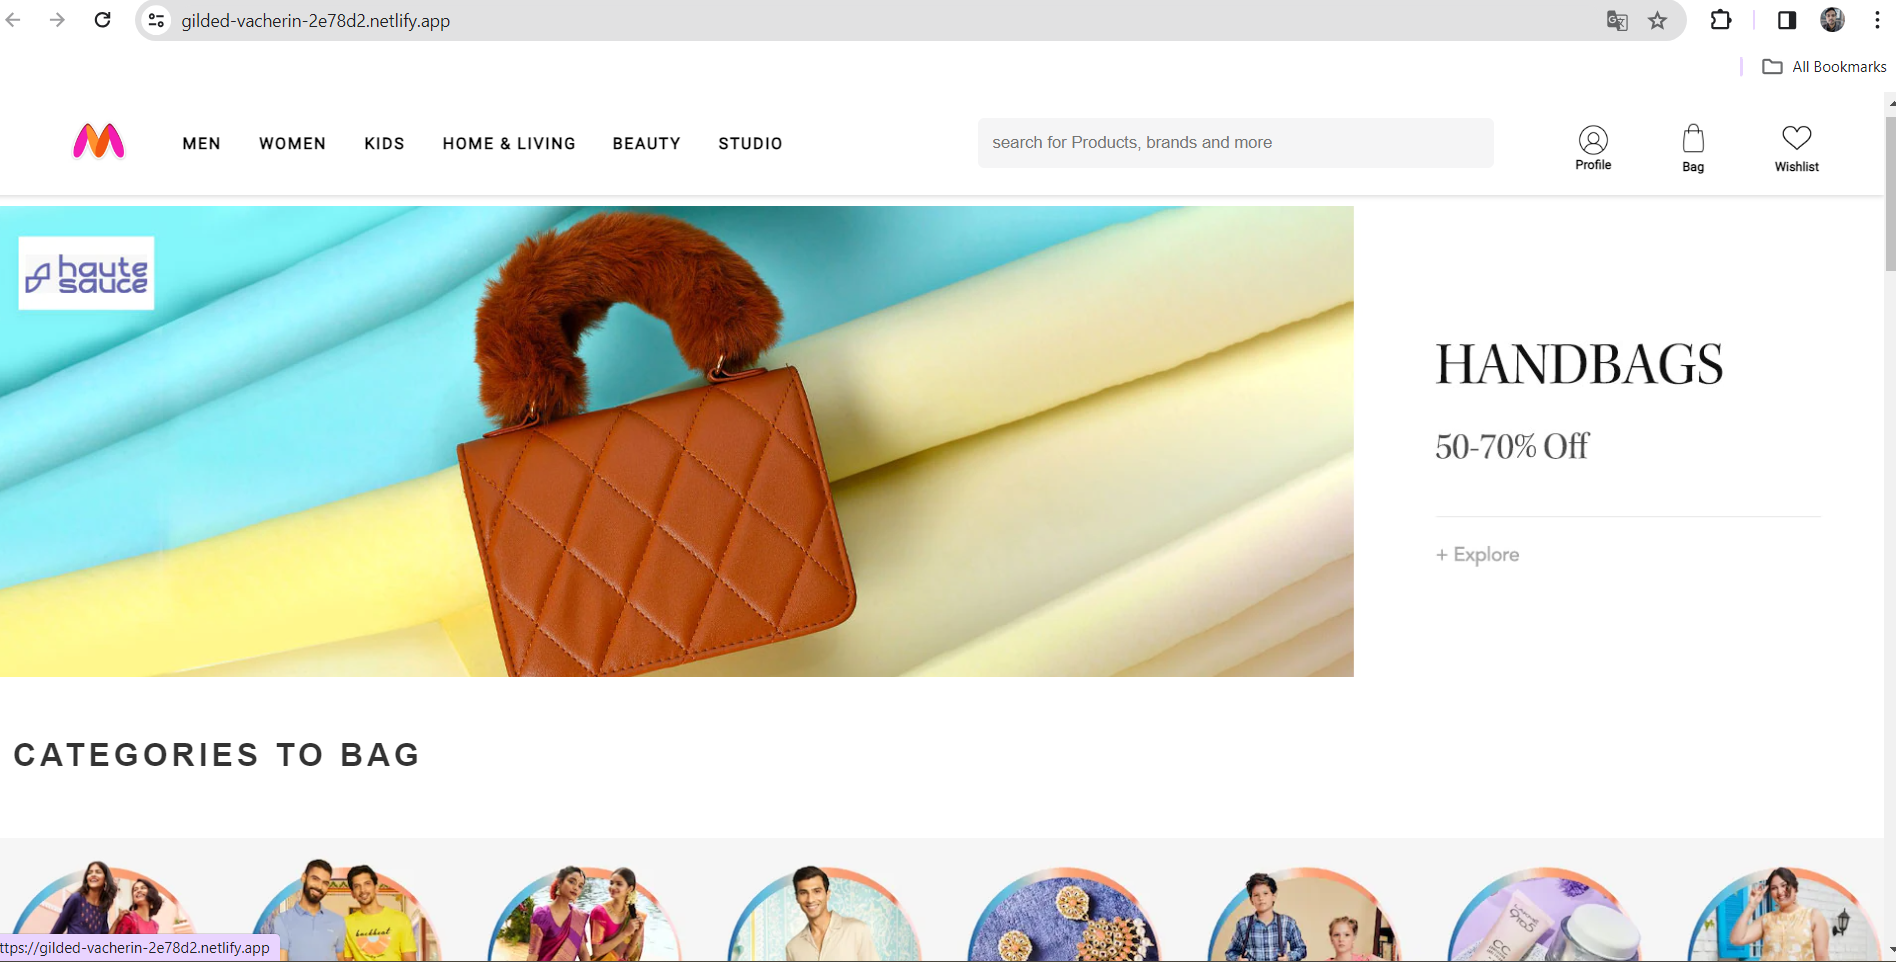 gilded-vacherin-2e78d2.netlify.app
All Bookmarks
MEN WOMEN KIDS HOME & LIVING BEAUTY STUDIO
search for Products, brands and more
Profile Bag Wishlist
haute
sauce
HANDBAGS
50-70% Off
+ Explore
CATEGORIES TO BAG
ttps://gilded-vacherin-2e78d2.netlify.app